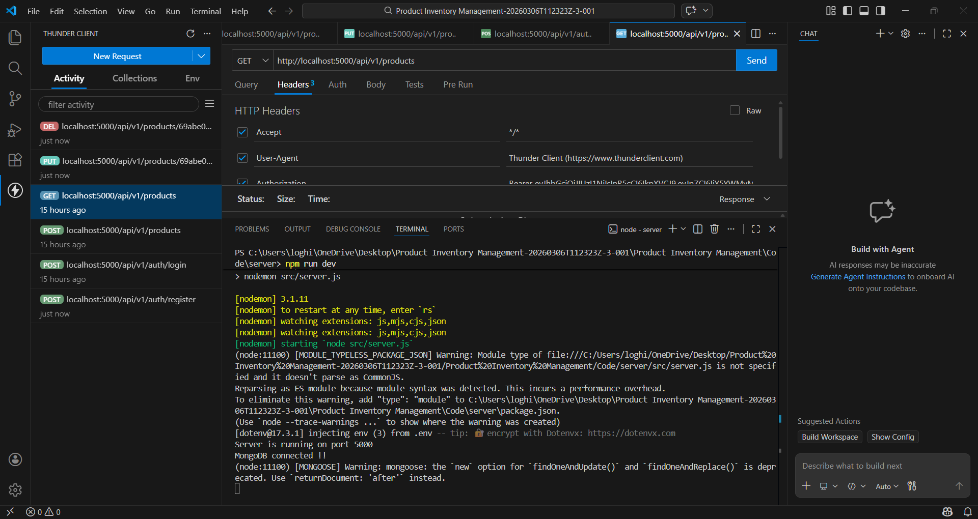 File Edit Selection View Go Run Terminal Help
Product Inventory Management-20260306T112323Z-3-001
THUNDER CLIENT
New Request
Activity Collections Env
filter activity
DEL localhost:5000/api/v1/products/69abe0...
just now
PUT localhost:5000/api/v1/products/69abe0...
just now
GET localhost:5000/api/v1/products
15 hours ago
POST localhost:5000/api/v1/products
15 hours ago
POST localhost:5000/api/v1/auth/login
15 hours ago
POST localhost:5000/api/v1/auth/register
just now
localhost:5000/api/v1/pro...
PUT localhost:5000/api/v1/pro...
POS localhost:5000/api/v1/aut...
GET localhost:5000/api/v1/pro...
GET http://localhost:5000/api/v1/products Send
Query Headers 3 Auth Body Tests Pre Run
HTTP Headers Raw
Accept */*
User-Agent Thunder Client (https://www.thunderclient.com)
Authorization
Status: Size: Time: Response
PROBLEMS OUTPUT DEBUG CONSOLE TERMINAL PORTS node - server
PS C:\Users\loghi\OneDrive\Desktop\Product Inventory Management-20260306T112323Z-3-001\Product Inventory Management\Co
de\server> npm run dev
> nodemon src/server.js
[nodemon] 3.1.11
[nodemon] to restart at any time, enter `rs`
[nodemon] watching extensions: js,mjs,cjs,json
[nodemon] watching extensions: js,mjs,cjs,json
[nodemon] starting `node src/server.js`
(node:11100) [MODULE_TYPELESS_PACKAGE_JSON] Warning: Module type of file:///C:/Users/loghi/OneDrive/Desktop/Product%20
Inventory%20Management-20260306T112323Z-3-001/Product%20Inventory%20Management/Code/server/src/server.js is not specif
ied and it doesn't parse as CommonJS.
Reparsing as ES module because module syntax was detected. This incurs a performance overhead.
To eliminate this warning, add "type": "module" to C:\Users\loghi\OneDrive\Desktop\Product Inventory Management-202603
06T112323Z-3-001\Product Inventory Management\Code\server\package.json.
(Use `node --trace-warnings ...` to show where the warning was created)
[dotenv@17.3.1] injecting env (3) from .env -- tip: 💼 encrypt with Dotenvx: https://dotenvx.com
Server is running on port 5000
MongoDB connected !!
(node:11100) [MONGOOSE] Warning: mongoose: the `new` option for `findOneAndUpdate()` and `findOneAndReplace()` is depr
ecated. Use `returnDocument: 'after'` instead.
CHAT
Build with Agent
AI responses may be inaccurate
Generate Agent Instructions to onboard AI
onto your codebase.
Suggested Actions
Build Workspace Show Config
Describe what to build next
Auto
0 0